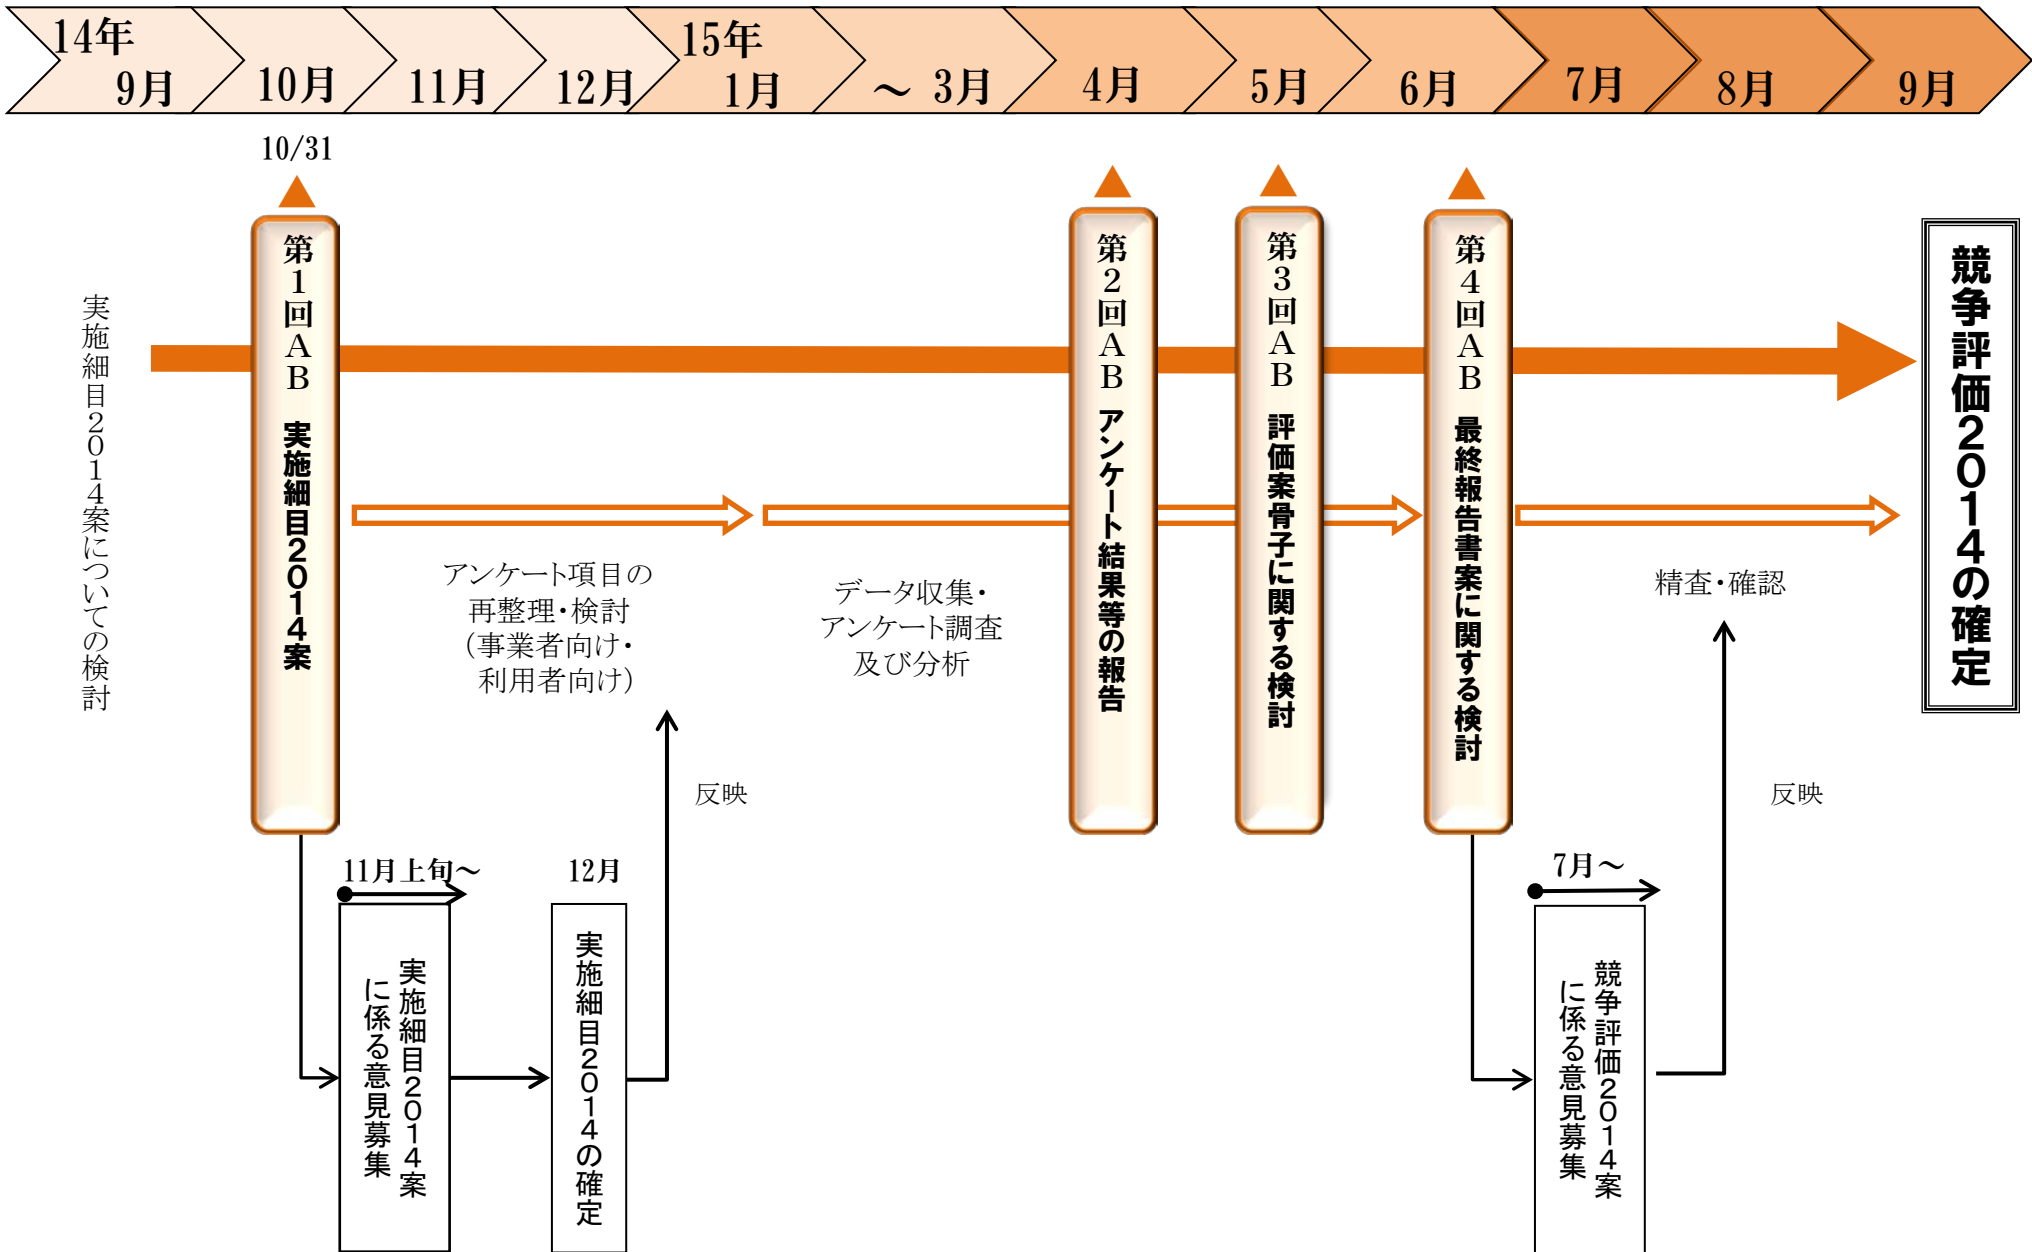 14年
9月
10月
11月
12月
15年
1月
～ 3月
4月
5月
6月
7月
8月
9月
10/31
実施細目２０１４案についての検討
第１回ＡＢ 実施細目２０１４案
第２回ＡＢ アンケート結果等の報告
第３回ＡＢ 評価案骨子に関する検討
第４回ＡＢ 最終報告書案に関する検討
競争評価２０１４の確定
アンケート項目の
再整理・検討
（事業者向け・
利用者向け）
データ収集・
アンケート調査
及び分析
精査・確認
反映
反映
11月上旬～
12月
7月～
実施細目２０１４案
に係る意見募集
実施細目２０１４の確定
競争評価２０１４案
に係る意見募集